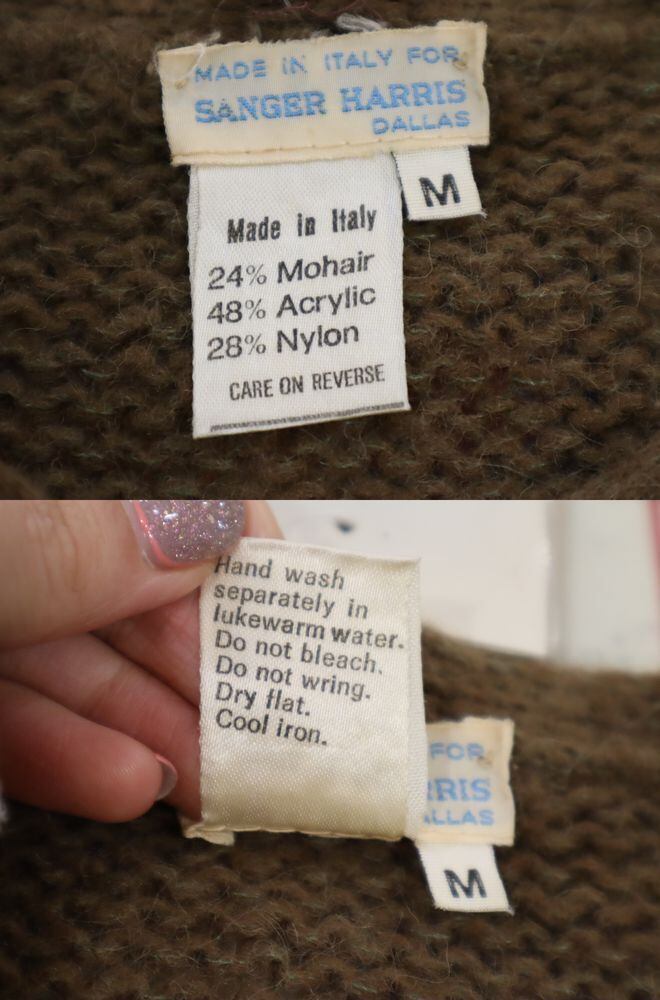 MADE IN ITALY FOR
SANGER HARRIS
DALLAS
M
Made in Italy
24% Mohair
48% Acrylic
28% Nylon
CARE ON REVERSE
Hand wash
separately in
lukewarm water.
Do not bleach.
Do not wring.
Dry flat.
Cool iron.
FOR
RRIS
ALLAS
M